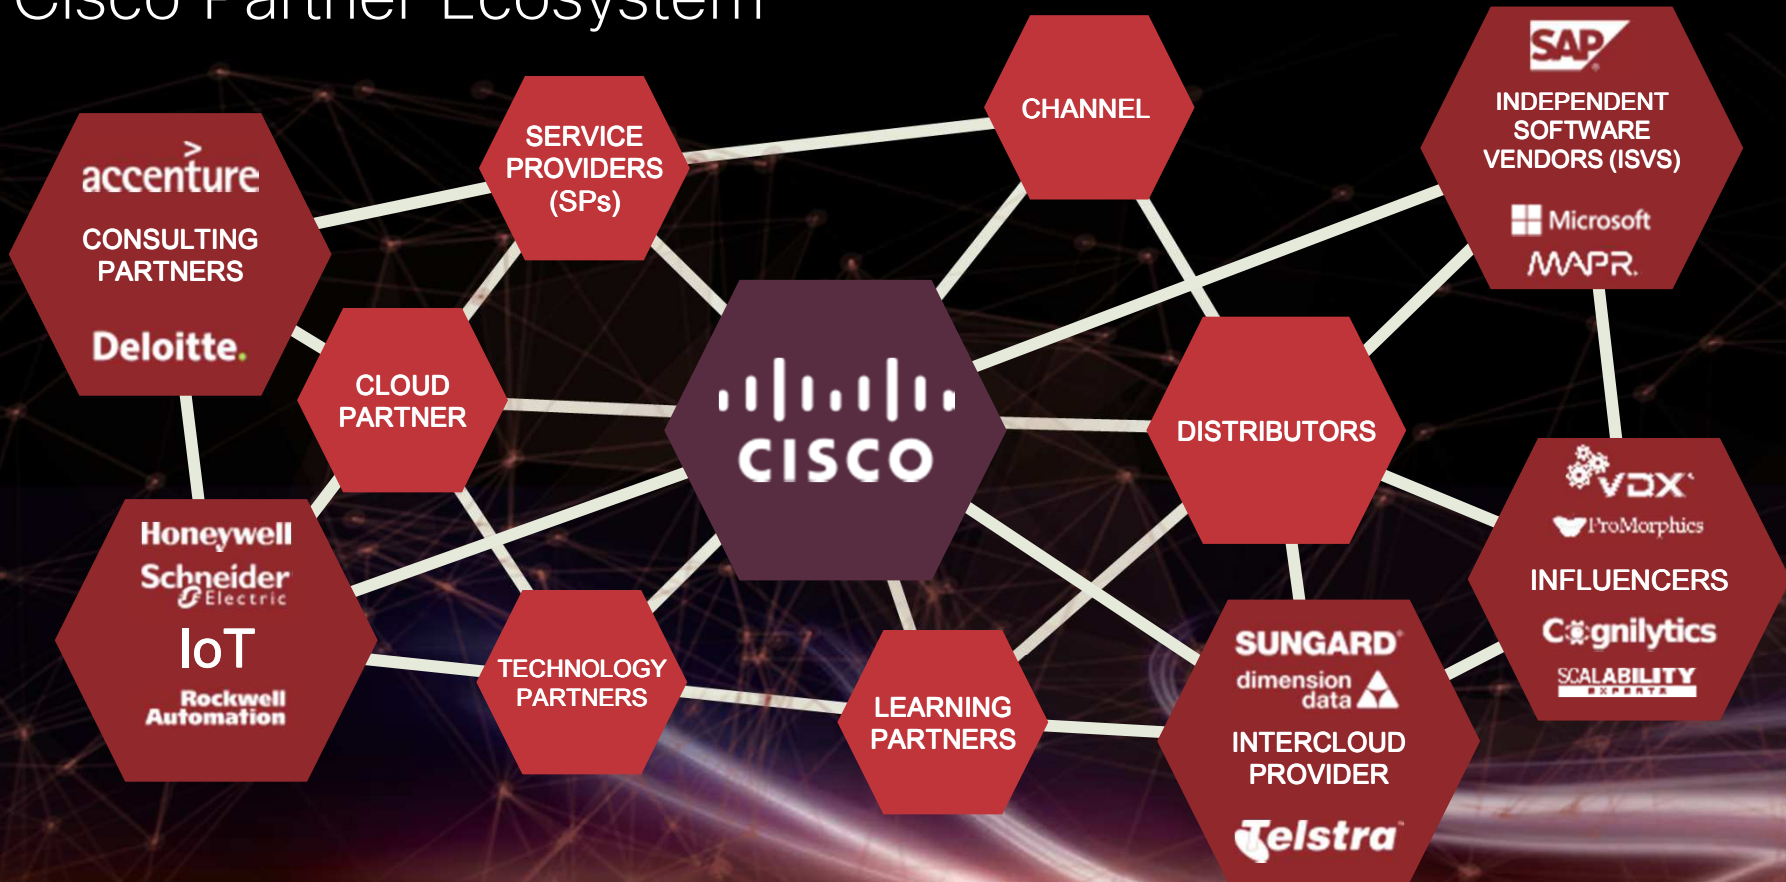 Cisco Partner Ecosystem
accenture
CONSULTING
PARTNERS
Deloitte.
SERVICE
PROVIDERS
(SPs)
CHANNEL
SAP
INDEPENDENT
SOFTWARE
VENDORS (ISVS)
Microsoft
MAPR.
CLOUD
PARTNER
CISCO
DISTRIBUTORS
Honeywell
Schneider
Electric
IoT
Rockwell
Automation
TECHNOLOGY
PARTNERS
LEARNING
PARTNERS
SUNGARD
dimension
data
INTERCLOUD
PROVIDER
Telstra
VDX
ProMorphics
INFLUENCERS
Cognilytics
SCALABILITY
EXPERTS